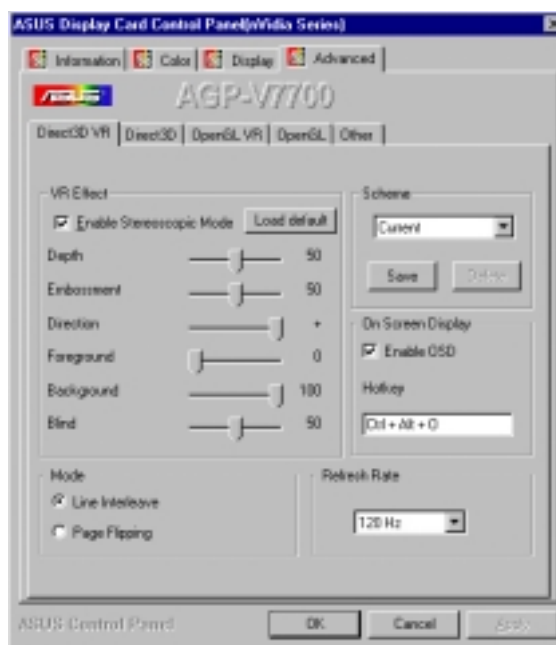 ASUS Display Card Control Panel(nVidia Series)
Information Color Display Advanced
ASUS AGP-V7700
Direct3D VR Direct3D OpenGL VR OpenGL Other
VR Effect
Enable Stereoscopic Mode Load default
Depth 50
Embossment 50
Direction +
Foreground 0
Background 100
Blind 50
Scheme
Current
Save Delete
On Screen Display
Enable OSD
Hotkey
Ctrl + Alt + O
Mode
Line Interleave
Page Flipping
Refresh Rate
120 Hz
ASUS Control Panel OK Cancel Apply